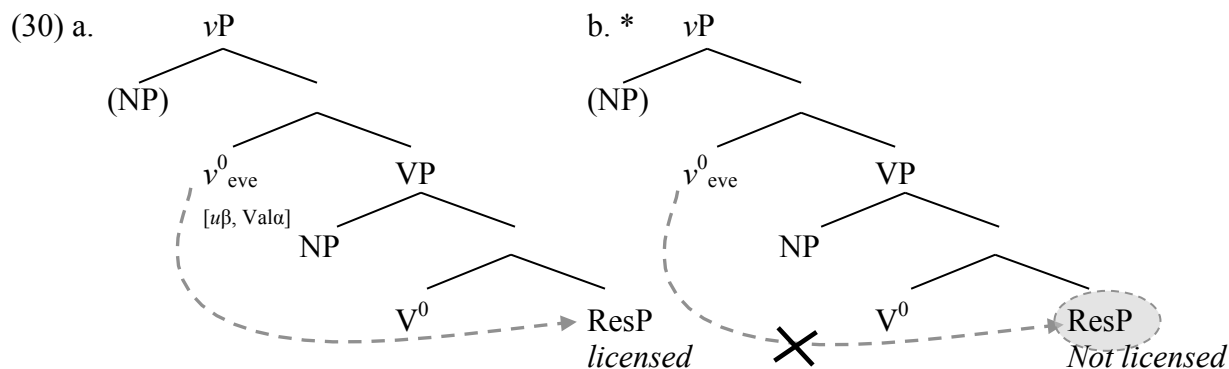 (30) a. vP b. * vP
(NP) (NP)
v⁰eve VP v⁰eve VP
[uβ, Valα]
NP NP
V⁰ ResP V⁰ ResP
licensed Not licensed